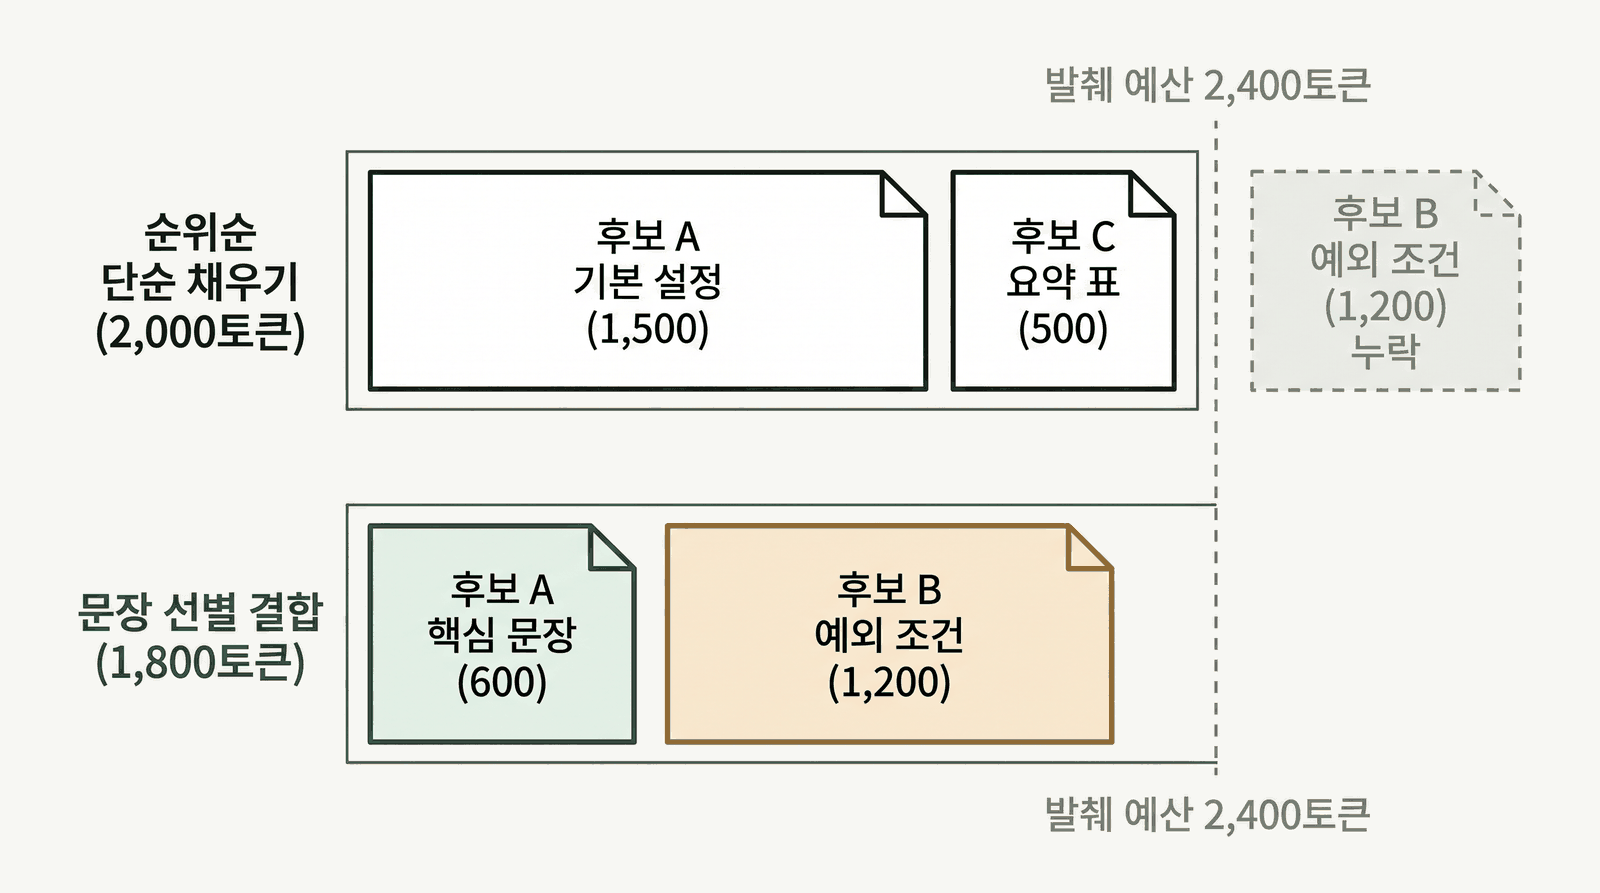 발췌 예산 2,400토큰
순위순
단순 채우기
(2,000토큰)
후보 A
기본 설정
(1,500)
후보 C
요약 표
(500)
후보 B
예외 조건
(1,200)
누락
문장 선별 결합
(1,800토큰)
후보 A
핵심 문장
(600)
후보 B
예외 조건
(1,200)
발췌 예산 2,400토큰